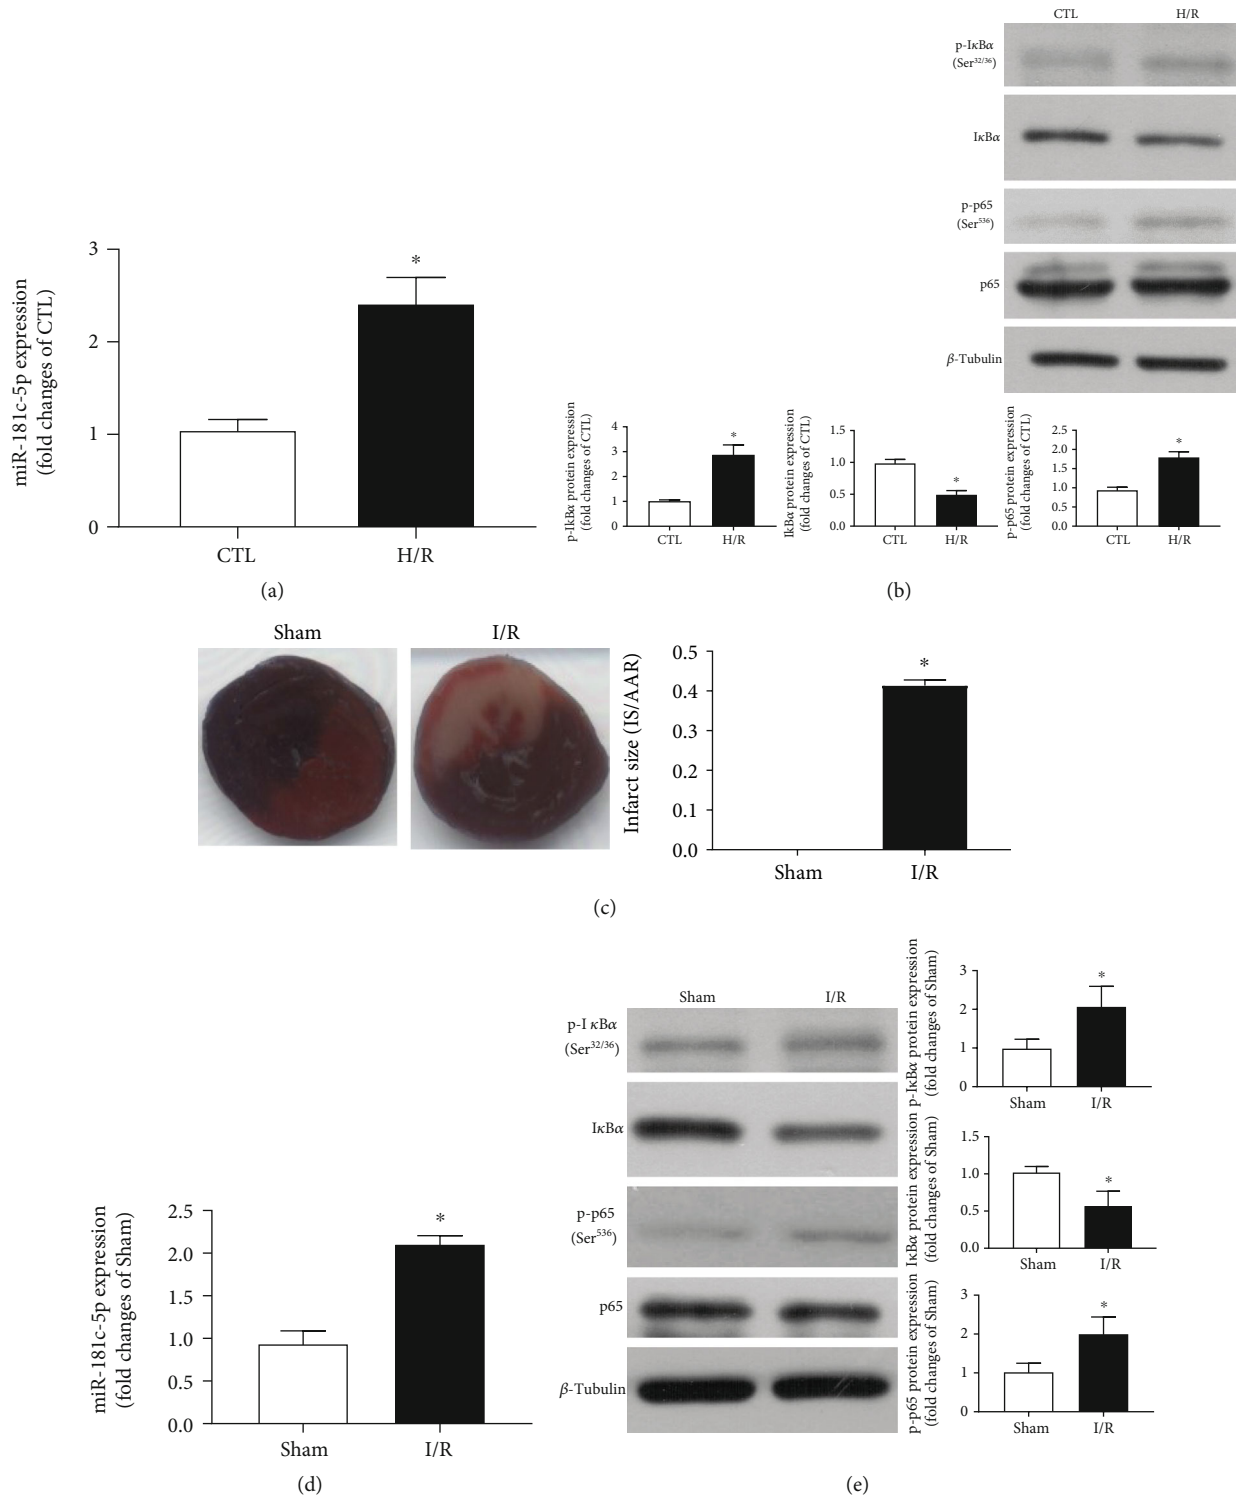 miR-181c-5p expression
(fold changes of CTL)
3
2
1
0
*
CTL
H/R
(a)
CTL
H/R
p-IκBα
(Ser32/36)
IκBα
p-p65
(Ser536)
p65
β-Tubulin
p-IkBα protein expression
(fold changes of CTL)
4
3
2
1
0
*
CTL
H/R
IkBα protein expression
(fold changes of CTL)
1.5
1.0
0.5
0.0
*
CTL
H/R
p-p65 protein expression
(fold changes of CTL)
2.5
2.0
1.5
1.0
0.5
0.0
*
CTL
H/R
(b)
Sham
I/R
Infarct size (IS/AAR)
0.5
0.4
0.3
0.2
0.1
0.0
*
Sham
I/R
(c)
miR-181c-5p expression
(fold changes of Sham)
2.5
2.0
1.5
1.0
0.5
0.0
*
Sham
I/R
(d)
Sham
I/R
p-I κBα
(Ser32/36)
IκBα
p-p65
(Ser536)
p65
β-Tubulin
p-IκBα protein expression
(fold changes of Sham)
3
2
1
0
*
Sham
I/R
IκBα protein expression
(fold changes of Sham)
1.5
1.0
0.5
0.0
*
Sham
I/R
p-p65 protein expression
(fold changes of Sham)
3
2
1
0
*
Sham
I/R
(e)